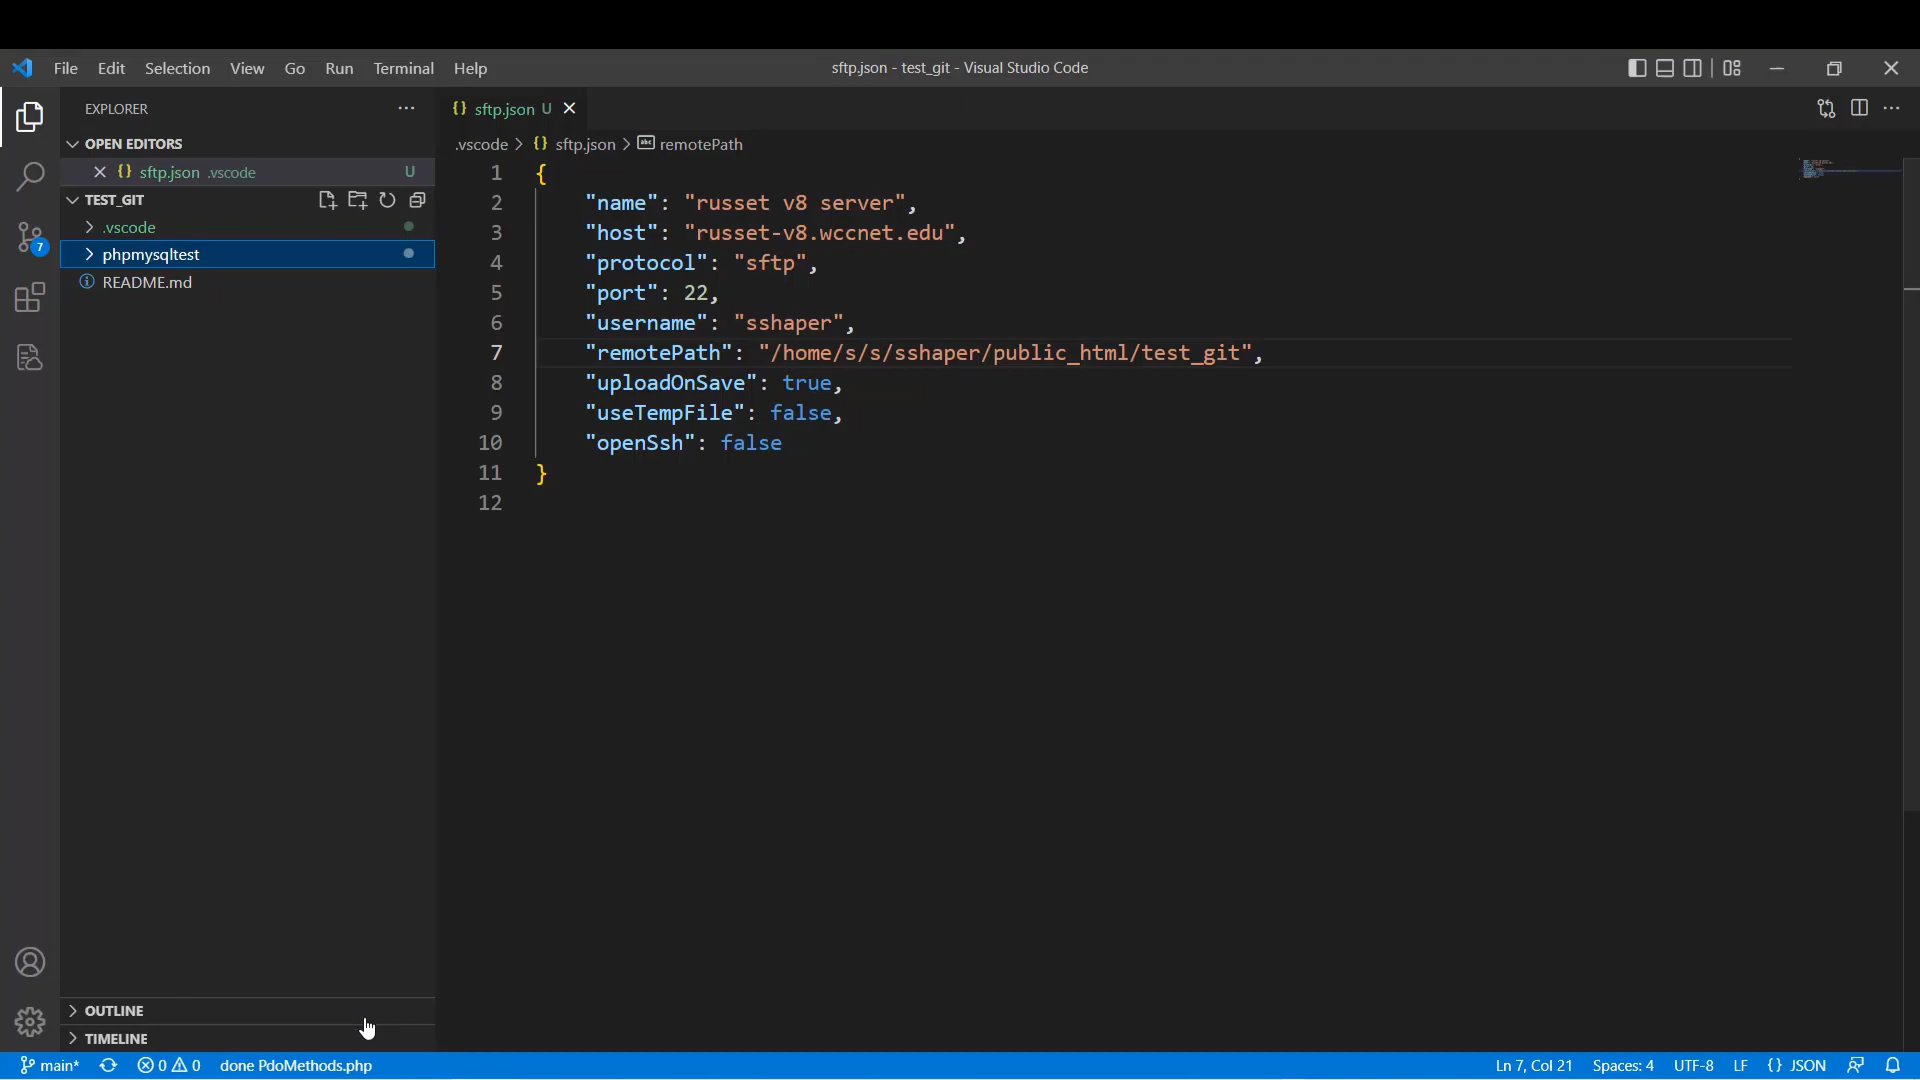 File Edit Selection View Go Run Terminal Help
sftp.json - test_git - Visual Studio Code
EXPLORER
OPEN EDITORS
{} sftp.json .vscode U
TEST_GIT
.vscode
phpmysqltest
README.md
7
OUTLINE
TIMELINE
{} sftp.json U
.vscode > {} sftp.json > remotePath
1 {
2 "name": "russet v8 server",
3 "host": "russet-v8.wccnet.edu",
4 "protocol": "sftp",
5 "port": 22,
6 "username": "sshaper",
7 "remotePath": "/home/s/s/sshaper/public_html/test_git",
8 "uploadOnSave": true,
9 "useTempFile": false,
10 "openSsh": false
11 }
12
main* 0 0 done PdoMethods.php
Ln 7, Col 21 Spaces: 4 UTF-8 LF {} JSON